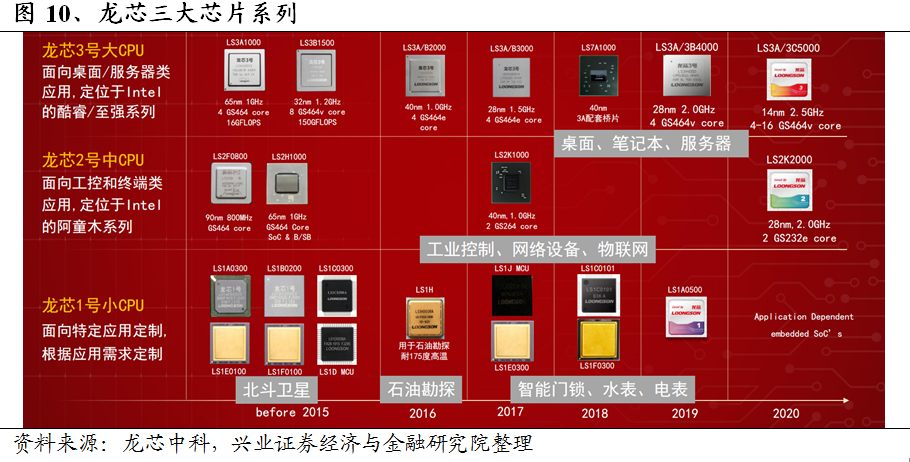 图 10、龙芯三大芯片系列
龙芯3号大CPU
面向桌面/服务器类
应用,定位于Intel
的酷睿/至强系列
LS3A1000
65nm 1GHz
4 GS464 core
16GFLOPS
LS3B1500
32nm 1.2GHz
8 GS464v core
150GFLOPS
LS3A/B2000
40nm 1.0GHz
4 GS464e
core
LS3A/B3000
28nm 1.5GHz
4 GS464e core
LS7A1000
40nm
3A配套桥片
LS3A/3B4000
28nm 2.0GHz
4 GS464v core
LS3A/3C5000
龙芯
LOONGSON
3
14nm 2.5GHz
4-16 GS464v core
桌面、笔记本、服务器
龙芯2号中CPU
面向工控和终端类
应用,定位于Intel
的阿童木系列
LS2F0800
90nm 800MHz
GS464 core
LS2H1000
65nm 1GHz
GS464 Core
SoC & B/SB
LS2K1000
40nm,1.0GHz
2 GS264 core
LS2K2000
龙芯
LOONGSON
2
28nm,2.0GHz
2 GS232e core
工业控制、网络设备、物联网
龙芯1号小CPU
面向特定应用定制,
根据应用需求定制
LS1A0300
LS1B0200
LS1C0300
LS1E0100
LS1F0100
LS1D MCU
LS1H
用于石油勘探
耐175度高温
LS1J MCU
LS1E0300
LS1C0101
LS1F0300
LS1A0500
龙芯
LOONGSON
1
Application Dependent
embedded SoC's
北斗卫星
石油勘探
智能门锁、水表、电表
before 2015
2016
2017
2018
2019
2020
资料来源：龙芯中科，兴业证券经济与金融研究院整理